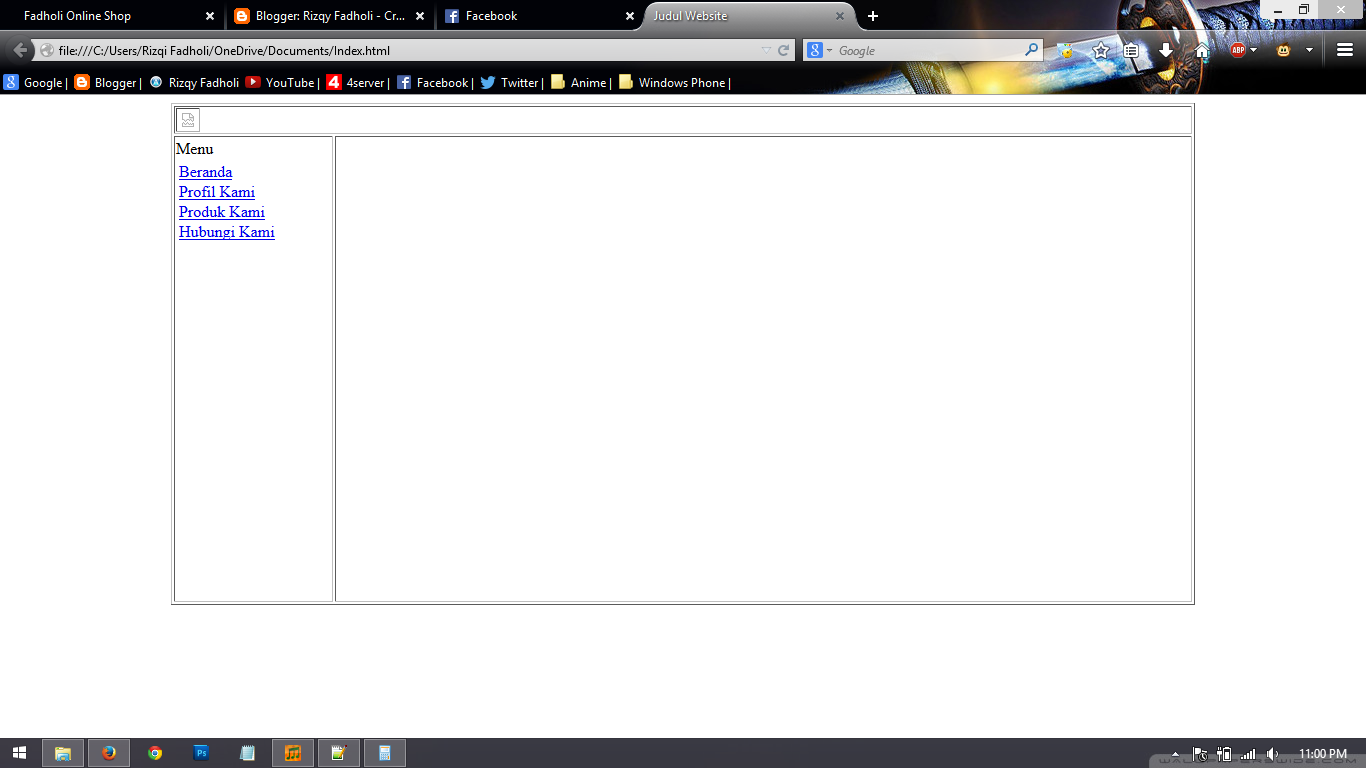 Fadholi Online Shop
Blogger: Rizqy Fadholi - Cr...
Facebook
Judul Website
file:///C:/Users/Rizqi Fadholi/OneDrive/Documents/Index.html
Google
ABP
Google |
Blogger |
Rizqy Fadholi
YouTube |
4server |
Facebook |
Twitter |
Anime |
Windows Phone |
Menu
Beranda
Profil Kami
Produk Kami
Hubungi Kami
Ps
11:00 PM